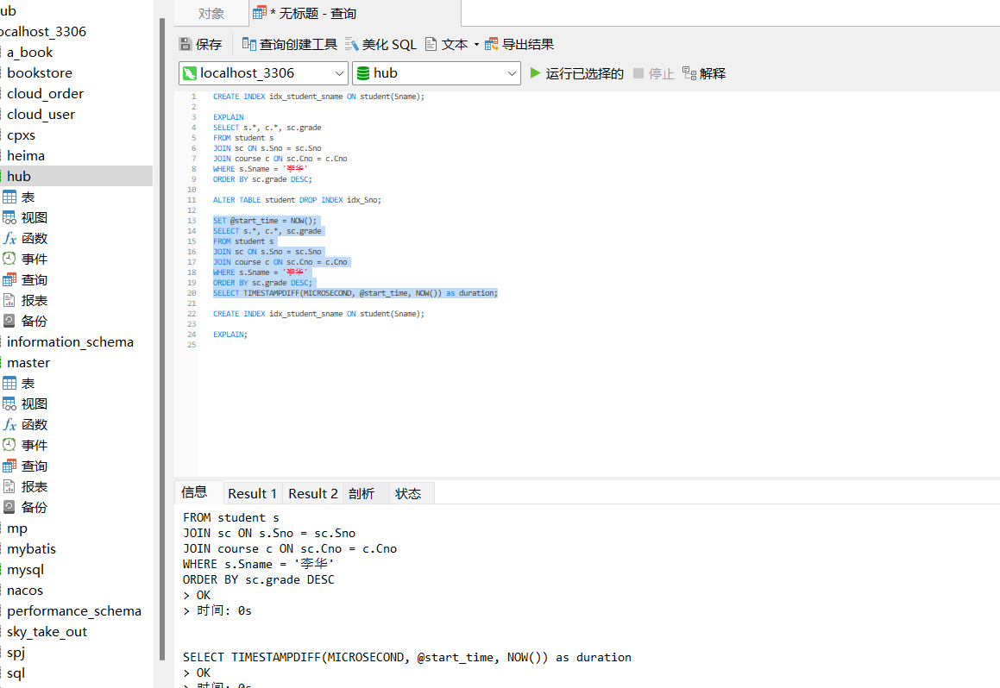 ub
ocalhost_3306
a_book
bookstore
cloud_order
cloud_user
cpxs
heima
hub
表
视图
函数
事件
查询
报表
备份
information_schema
master
表
视图
函数
事件
查询
报表
备份
mp
mybatis
mysql
nacos
performance_schema
sky_take_out
spj
sql
对象 * 无标题 - 查询
保存 查询创建工具 美化 SQL 文本 导出结果
localhost_3306 hub 运行已选择的 停止 解释
1 CREATE INDEX idx_student_sname ON student(Sname);
2
3 EXPLAIN
4 SELECT s.*, c.*, sc.grade
5 FROM student s
6 JOIN sc ON s.Sno = sc.Sno
7 JOIN course c ON sc.Cno = c.Cno
8 WHERE s.Sname = '李华'
9 ORDER BY sc.grade DESC;
10
11 ALTER TABLE student DROP INDEX idx_Sno;
12
13 SET @start_time = NOW();
14 SELECT s.*, c.*, sc.grade
15 FROM student s
16 JOIN sc ON s.Sno = sc.Sno
17 JOIN course c ON sc.Cno = c.Cno
18 WHERE s.Sname = '李华'
19 ORDER BY sc.grade DESC;
20 SELECT TIMESTAMPDIFF(MICROSECOND, @start_time, NOW()) as duration;
21
22 CREATE INDEX idx_student_sname ON student(Sname);
23
24 EXPLAIN;
25
信息 Result 1 Result 2 剖析 状态
FROM student s
JOIN sc ON s.Sno = sc.Sno
JOIN course c ON sc.Cno = c.Cno
WHERE s.Sname = '李华'
ORDER BY sc.grade DESC
> OK
> 时间: 0s
SELECT TIMESTAMPDIFF(MICROSECOND, @start_time, NOW()) as duration
> OK
> 时间: 0s